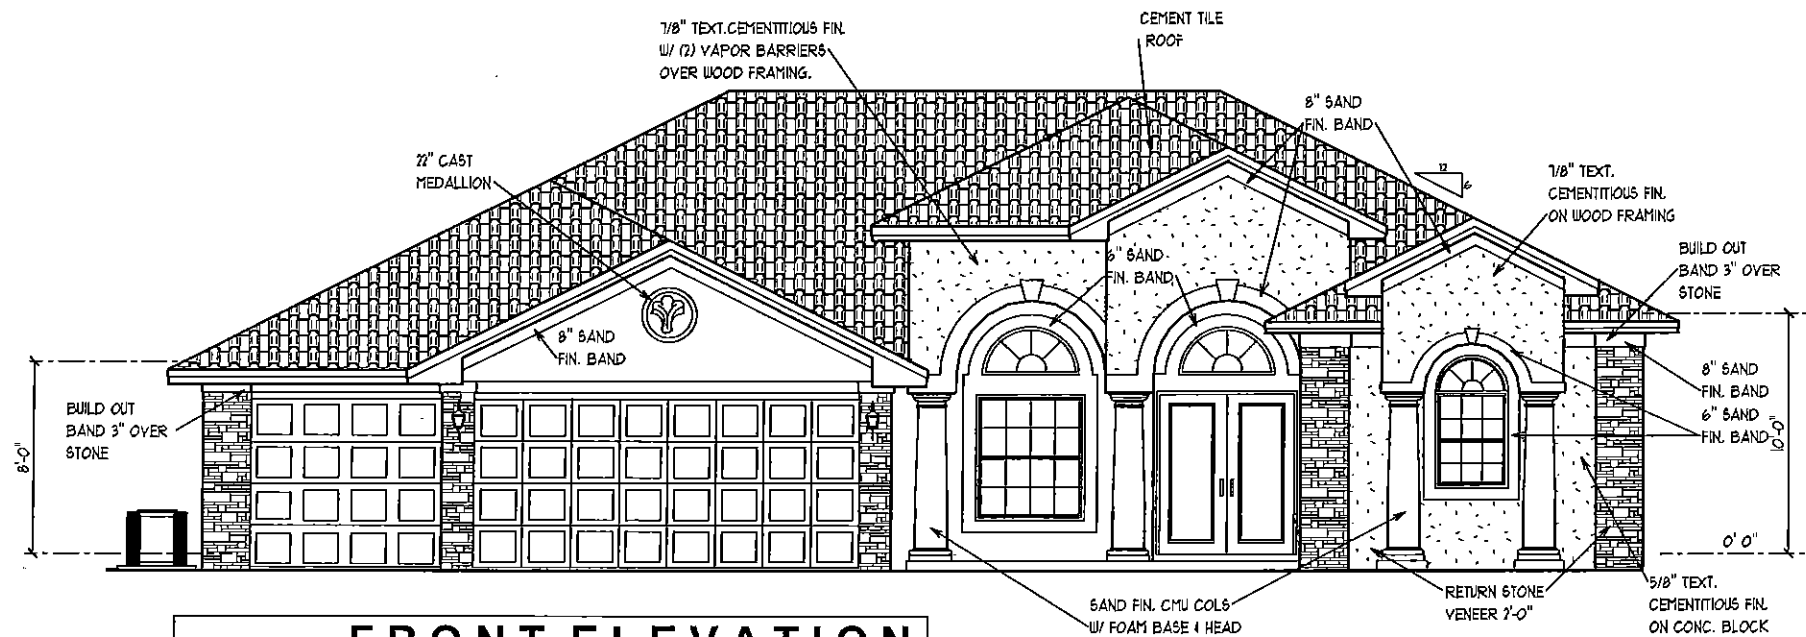 7/8" TEXT.CEMENTITIOUS FIN.
W/ (2) VAPOR BARRIERS
OVER WOOD FRAMING.
CEMENT TILE
ROOF
8" SAND
FIN. BAND
22" CAST
MEDALLION
12
6
7/8" TEXT.
CEMENTITIOUS FIN.
ON WOOD FRAMING
BUILD OUT
BAND 3" OVER
STONE
6" SAND
FIN. BAND
8" SAND
FIN. BAND
8" SAND
FIN. BAND
6" SAND
FIN. BAND
10'-0"
BUILD OUT
BAND 3" OVER
STONE
8'-0"
0' 0"
SAND FIN. CMU COLS
W/ FOAM BASE & HEAD
RETURN STONE
VENEER 2'-0"
5/8" TEXT.
CEMENTITIOUS FIN.
ON CONC. BLOCK
FRONT ELEVATION